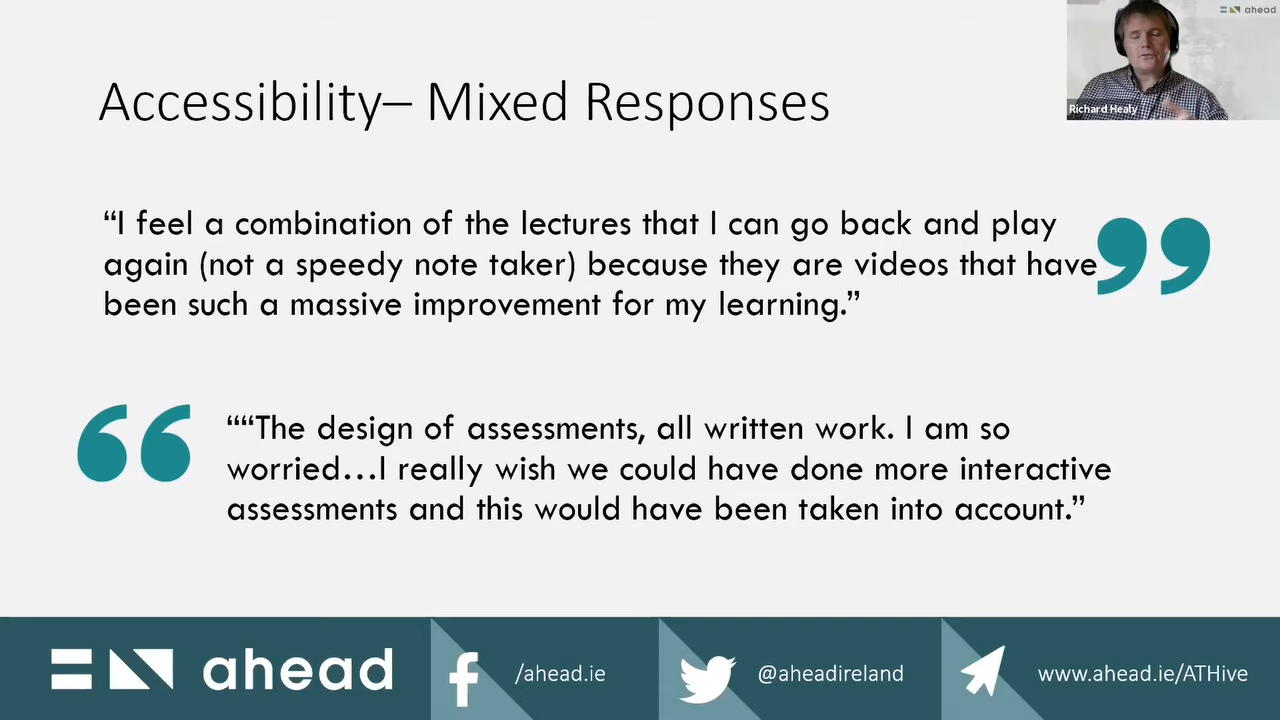 ahead
Richard Healy
Accessibility– Mixed Responses
“I feel a combination of the lectures that I can go back and play
again (not a speedy note taker) because they are videos that have
been such a massive improvement for my learning.”
““The design of assessments, all written work. I am so
worried…I really wish we could have done more interactive
assessments and this would have been taken into account.”
ahead
/ahead.ie
@aheadireland
www.ahead.ie/ATHive